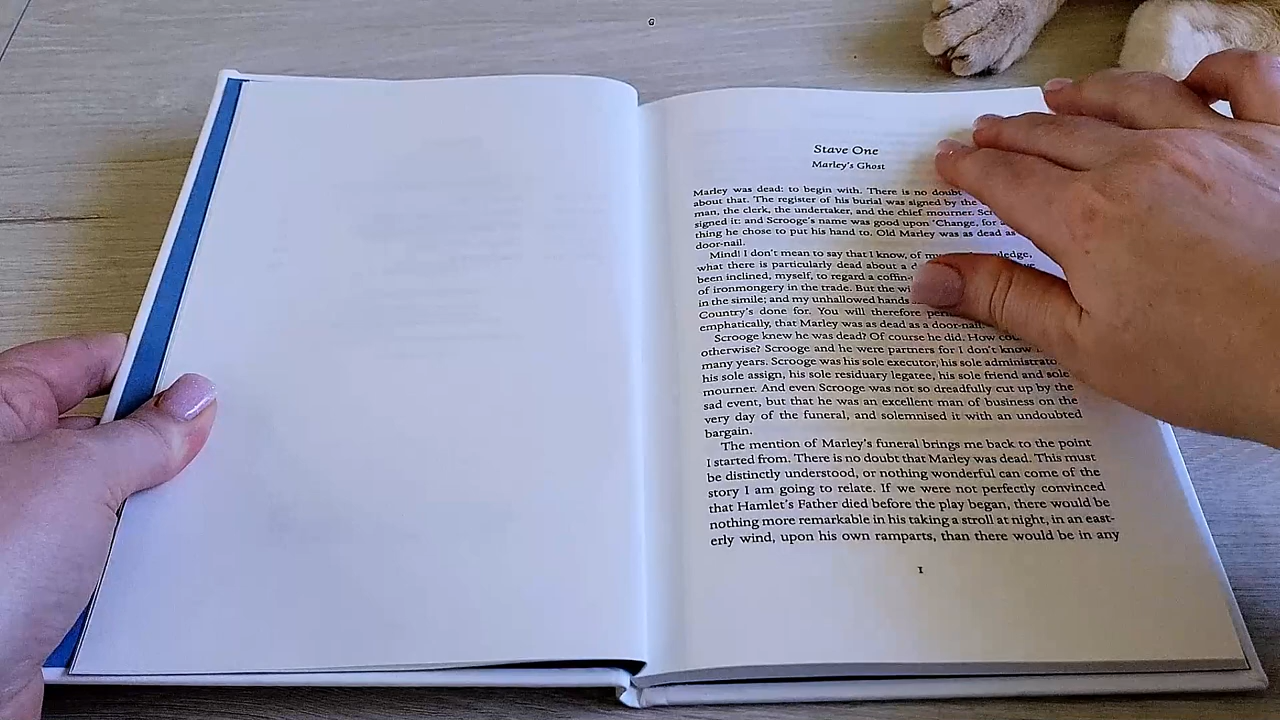 Stave One
Marley's Ghost
Marley was dead: to begin with. There is no doubt
about that. The register of his burial was signed by the
man, the clerk, the undertaker, and the chief mourner.
signed it: and Scrooge's name was good upon 'Change, for
thing he chose to put his hand to. Old Marley was as dead as
door-nail.
Mind! I don't mean to say that I know, of
what there is particularly dead about a
been inclined, myself, to regard a coffin-
of ironmongery in the trade. But the
in the simile; and my unhallowed hands
Country's done for. You will therefore
emphatically, that Marley was as dead as a door-nail.
Scrooge knew he was dead? Of course he did. How
otherwise? Scrooge and he were partners for I don't know
many years. Scrooge was his sole executor, his sole
his sole assign, his sole residuary legatee, his sole friend and sole
mourner. And even Scrooge was not so dreadfully cut up by the
sad event, but that he was an excellent man of business on the
very day of the funeral, and solemnised it with an undoubted
bargain.
The mention of Marley's funeral brings me back to the point
I started from. There is no doubt that Marley was dead. This must
be distinctly understood, or nothing wonderful can come of the
story I am going to relate. If we were not perfectly convinced
that Hamlet's Father died before the play began, there would be
nothing more remarkable in his taking a stroll at night, in an east-
erly wind, upon his own ramparts, than there would be in any
1